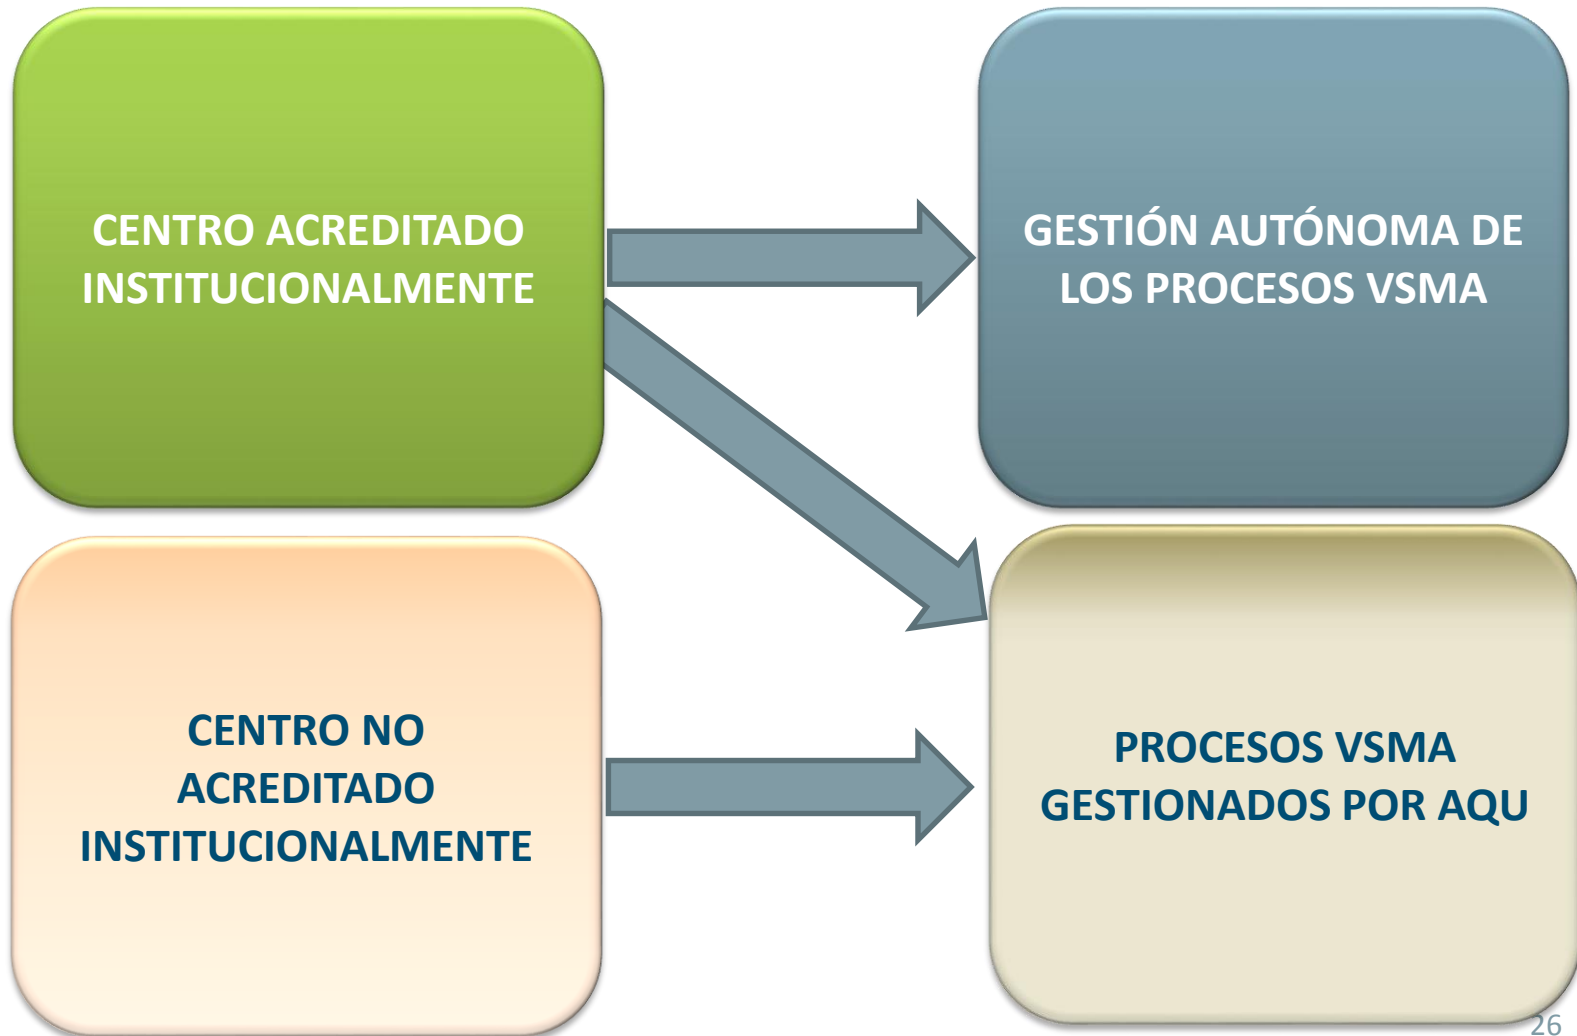 CENTRO ACREDITADO
INSTITUCIONALMENTE
GESTIÓN AUTÓNOMA DE
LOS PROCESOS VSMA
CENTRO NO
ACREDITADO
INSTITUCIONALMENTE
PROCESOS VSMA
GESTIONADOS POR AQU
26